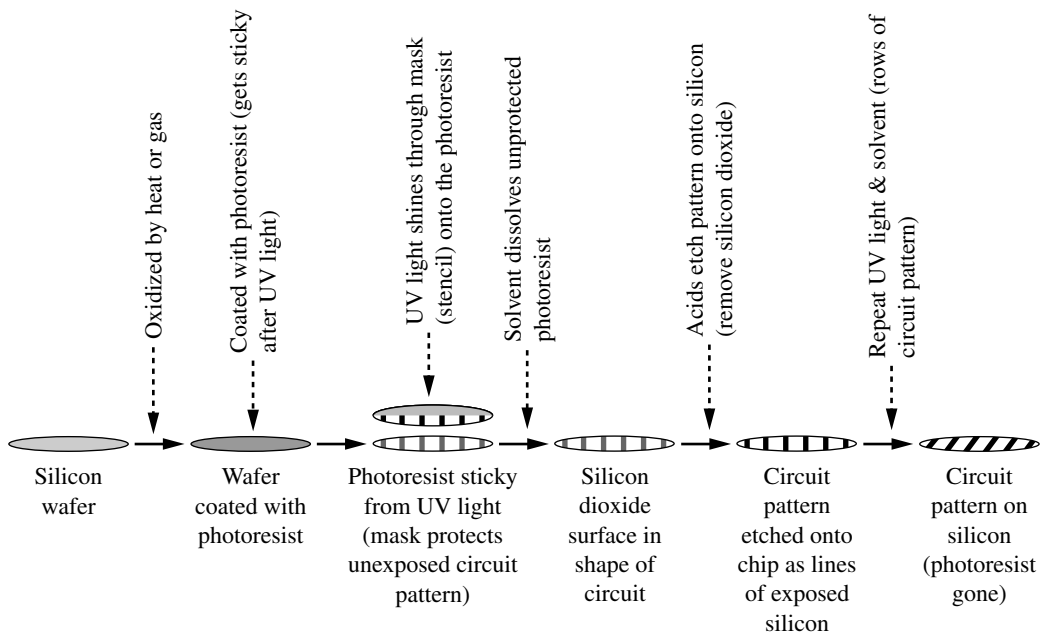 Oxidized by heat or gas
Coated with photoresist (gets sticky
after UV light)
UV light shines through mask
(stencil) onto the photoresist
Solvent dissolves unprotected
photoresist
Acids etch pattern onto silicon
(remove silicon dioxide)
Repeat UV light & solvent (rows of
circuit pattern)
Silicon
wafer
Wafer
coated with
photoresist
Photoresist sticky
from UV light
(mask protects
unexposed circuit
pattern)
Silicon
dioxide
surface in
shape of
circuit
Circuit
pattern
etched onto
chip as lines
of exposed
silicon
Circuit
pattern on
silicon
(photoresist
gone)